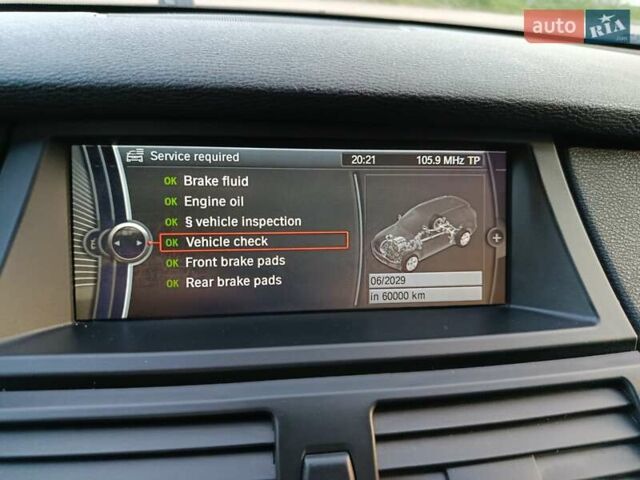 auto RIA.com
Service required 20:21 105.9 MHz TP
OK Brake fluid
OK Engine oil
OK § vehicle inspection
E OK Vehicle check +
OK Front brake pads
OK Rear brake pads
06/2029
in 60000 km